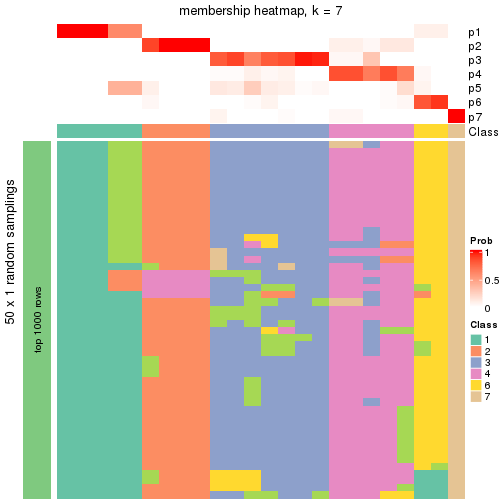 membership heatmap, k = 7
p1
p2
p3
p4
p5
p6
p7
Class
50 x 1 random samplings
top 1000 rows
Prob
1
0.5
0
Class
1
2
3
4
6
7